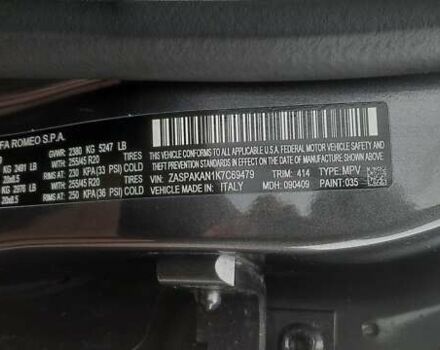 FA ROMEO S.P.A.
GVWR: 2380 KG 5247 LB
KG 2491 LB WITH 255/45 R20 TIRES
20x8.5 AT: 230 KPA (33 PSI) COLD
KG 2976 LB WITH 255/45 R20 TIRES
20x8.5 AT: 250 KPA (36 PSI) COLD
THIS VEHICLE CONFORMS TO ALL APPLICABLE U.S.A. FEDERAL MOTOR VEHICLE SAFETY AND
THEFT PREVENTION STANDARDS IN EFFECT ON THE DATE OF MANUFACTURE SHOWN ABOVE
VIN: ZASPAKAN1K7C69479 TRIM: 414 TYPE: MPV
VEHICLE MADE IN: ITALY MDH: 090409 PAINT: 035